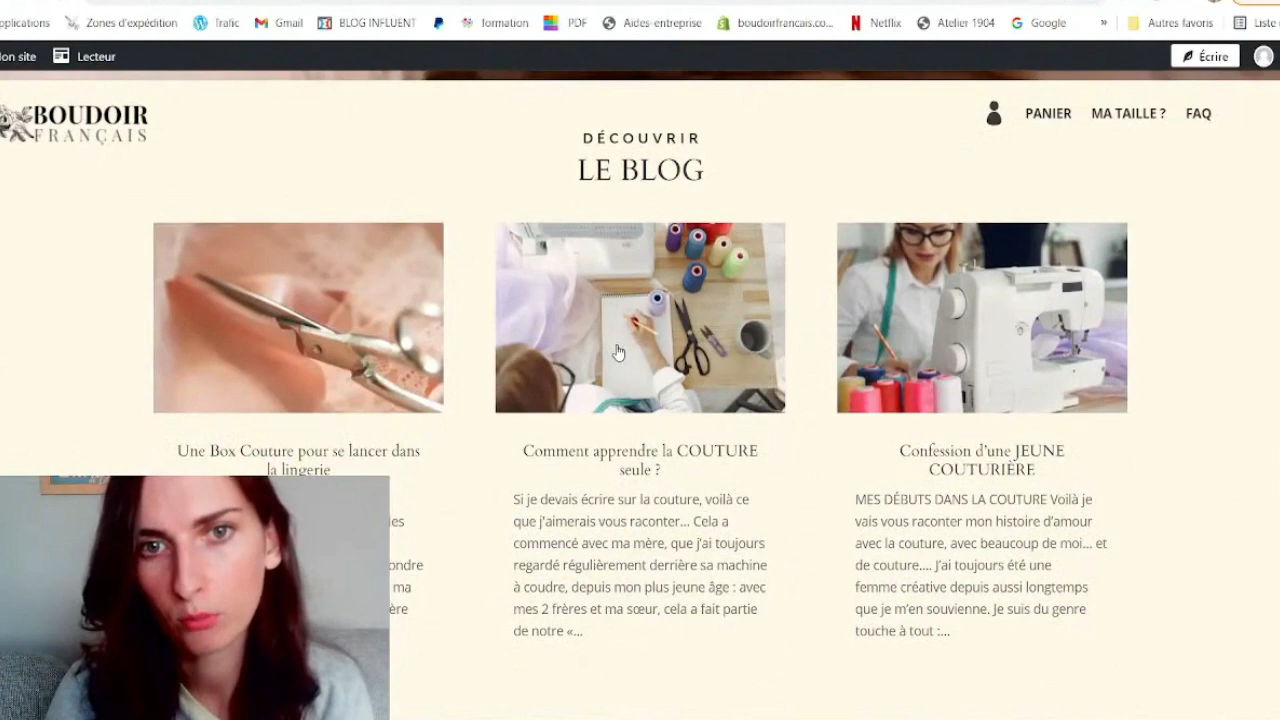 Zones d'expédition Trafic Gmail BLOG INFLUENT formation PDF Aides-entreprise boudoirfrancais.co... Netflix Atelier 1904 Google » Autres favoris Liste
site Lecteur Écrire
BOUDOIR
FRANÇAIS
PANIER MA TAILLE ? FAQ
DÉCOUVRIR
LE BLOG
Une Box Couture pour se lancer dans
la lingerie
Comment apprendre la COUTURE
seule ?
Si je devais écrire sur la couture, voilà ce
que j'aimerais vous raconter... Cela a
commencé avec ma mère, que j'ai toujours
regardé régulièrement derrière sa machine
à coudre, depuis mon plus jeune âge : avec
mes 2 frères et ma sœur, cela a fait partie
de notre «...
Confession d'une JEUNE
COUTURIÈRE
MES DÉBUTS DANS LA COUTURE Voilà je
vais vous raconter mon histoire d'amour
avec la couture, avec beaucoup de moi... et
de couture.... J'ai toujours été une
femme créative depuis aussi longtemps
que je m'en souvienne. Je suis du genre
touche à tout :...